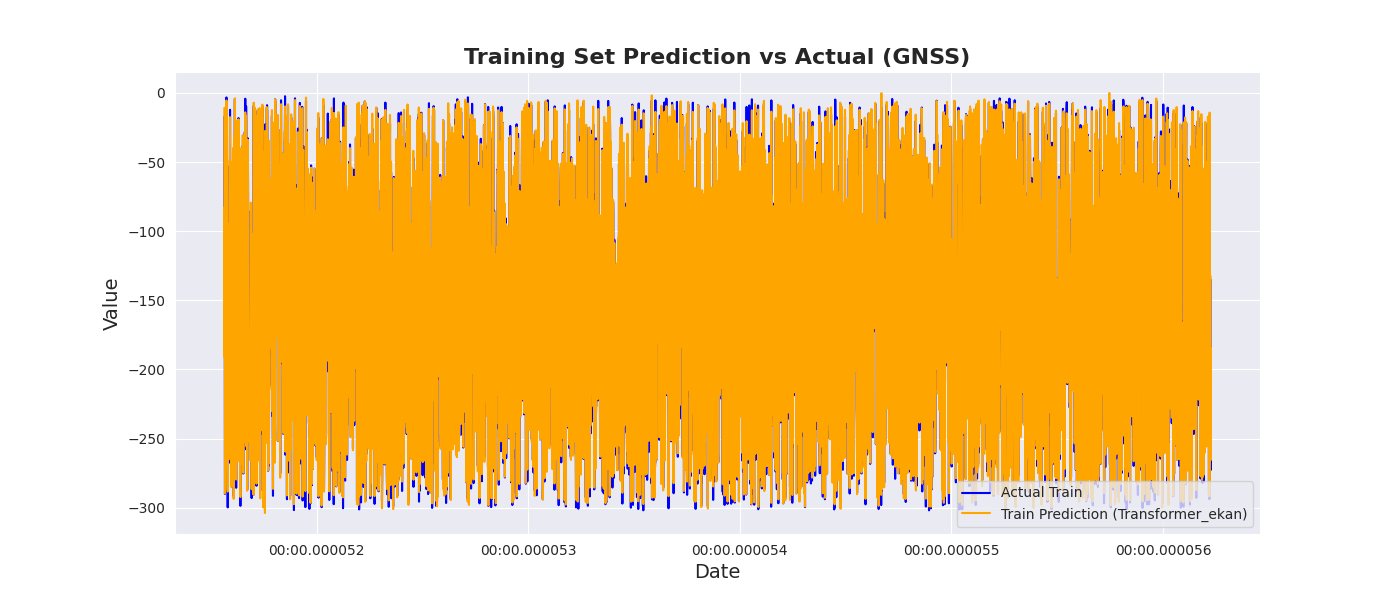 Training Set Prediction vs Actual (GNSS)
Value
0
−50
−100
−150
−200
−250
−300
Actual Train
Train Prediction (Transformer_ekan)
00:00.000052
00:00.000053
00:00.000054
00:00.000055
00:00.000056
Date